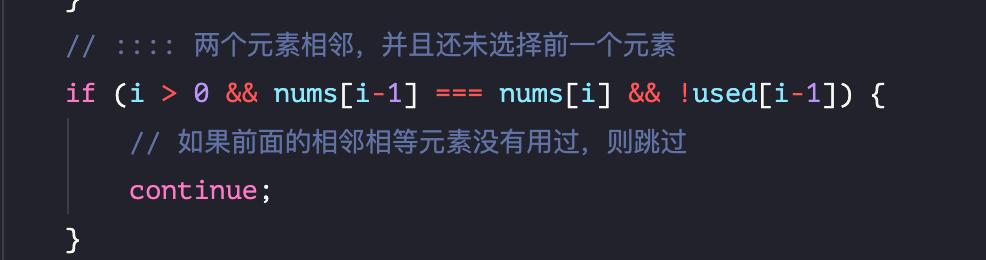 }
// :::: 两个元素相邻，并且还未选择前一个元素
if (i > 0 && nums[i-1] === nums[i] && !used[i-1]) {
// 如果前面的相邻相等元素没有用过，则跳过
continue;
}